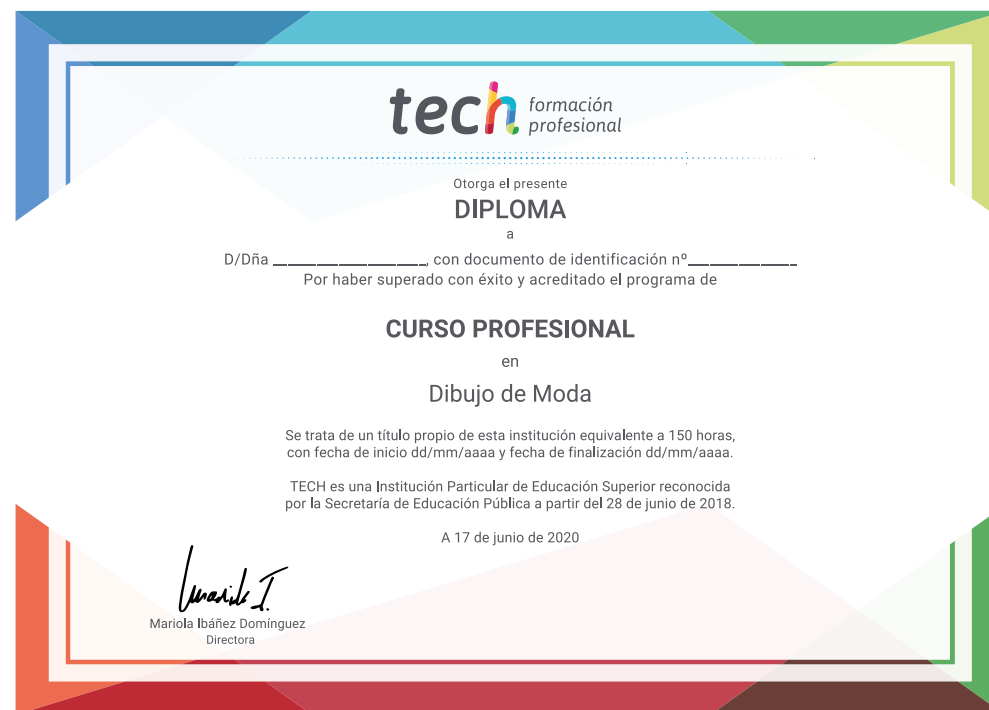 tech formación
profesional
Otorga el presente
DIPLOMA
a
D/Dña ____________________, con documento de identificación nº______________
Por haber superado con éxito y acreditado el programa de
CURSO PROFESIONAL
en
Dibujo de Moda
Se trata de un título propio de esta institución equivalente a 150 horas,
con fecha de inicio dd/mm/aaaa y fecha de finalización dd/mm/aaaa.
TECH es una Institución Particular de Educación Superior reconocida
por la Secretaría de Educación Pública a partir del 28 de junio de 2018.
A 17 de junio de 2020
Mariola Ibáñez Domínguez
Directora